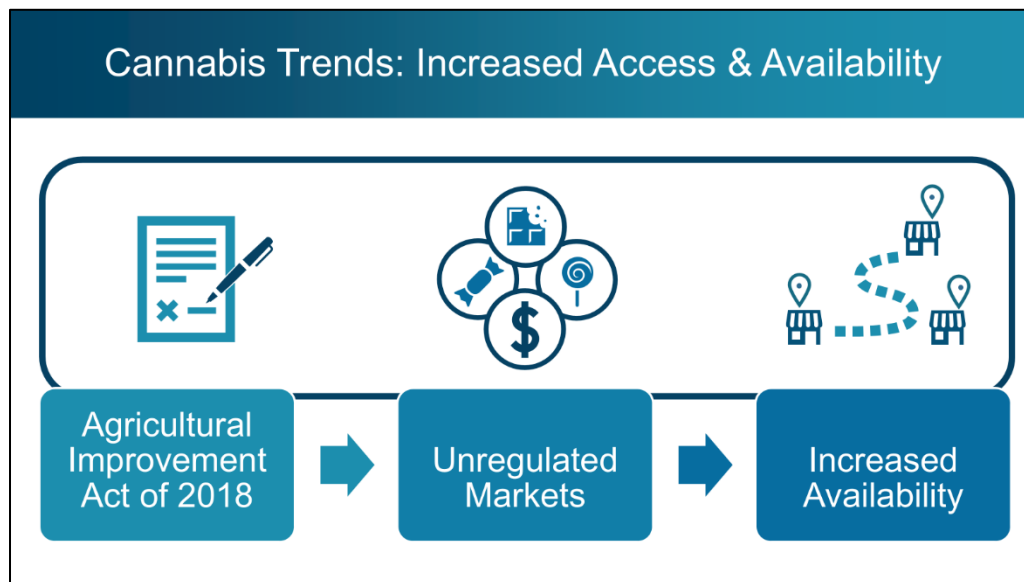 Cannabis Trends: Increased Access & Availability
$
Agricultural
Improvement
Act of 2018
Unregulated
Markets
Increased
Availability